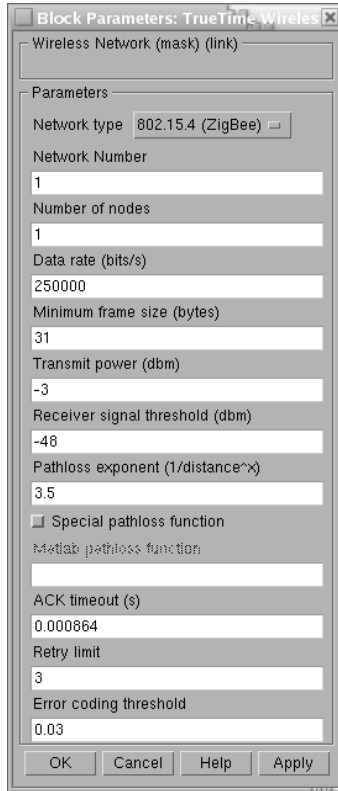 Block Parameters: TrueTime Wireles
Wireless Network (mask) (link)
Parameters
Network type 802.15.4 (ZigBee)
Network Number
1
Number of nodes
1
Data rate (bits/s)
250000
Minimum frame size (bytes)
31
Transmit power (dbm)
-3
Receiver signal threshold (dbm)
-48
Pathloss exponent (1/distance^x)
3.5
Special pathloss function
Matlab pathloss function
ACK timeout (s)
0.000864
Retry limit
3
Error coding threshold
0.03
OK Cancel Help Apply